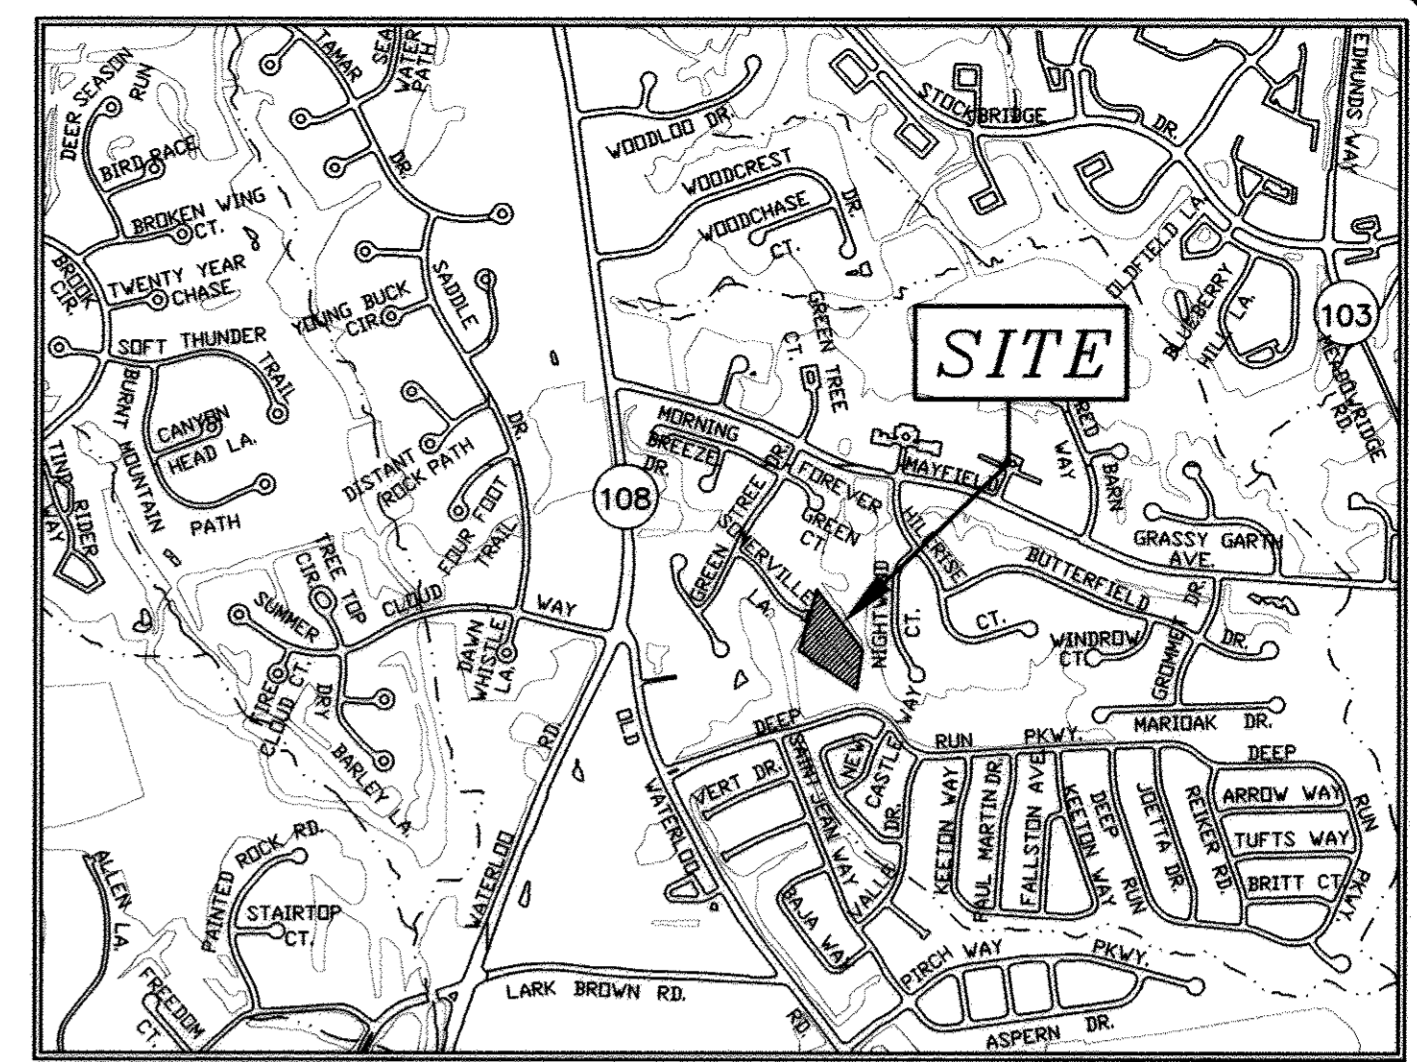 DEER SEASON
RUN
TAMAR
DR.
SEA
WATER
PATH
BIRD RACE
BROKEN WING
CT.
BROOK
CIR.
TWENTY YEAR
CHASE
SOFT THUNDER
TRAIL
BURNT MOUNTAIN
PATH
CANYON
HEAD LA.
RIDER
WAY
YOUNG BUCK
CIR.
SADDLE
DR.
DISTANT
ROCK PATH
FOUR FOOT
TRAIL
TREE TOP
CIR.
SUMMER
CLOUD
WAY
DAWN
WHISTLE
LA.
FIRE
CLOUD CT.
DRY
BARLEY LA.
WOODLOO DR.
WOODCREST
DR.
WOODCHASE
CT.
STOCKBRIDGE
DR.
EDMUNDS WAY
OLDFIELD LA.
BLUEBERRY
HILL LA.
103
MEADOWRIDGE
RD.
GREEN TREE
CT.
SITE
MORNING
BREEZE
DR.
108
FOREVER
GREEN
CT.
GREEN STREE
DR.
SOMERVILLE
LA.
MAYFIELD
RED BARN
WAY
HILLRISE
CT.
GRASSY GARTH
AVE.
BUTTERFIELD
DR.
NIGHTWIND
WAY
CT.
WINDROW
CT.
GROMMET
DR.
MARIOAK DR.
OLD
WATERLOO
RD.
WATERLOO
RD.
DEEP
RUN
PKWY.
VERT DR.
SAINT JEAN WAY
NEW
CASTLE
DR.
BAJA WAY
VALLA
KEETON WAY
PAUL MARTIN DR.
FALLSTON AVE
KEETON WAY
DEEP RUN
PKWY.
JOETTA DR.
REIKER RD.
DEEP
RUN
PKWY.
ARROW WAY
TUFTS WAY
BRITT CT.
PIRCH WAY
ASPERN DR.
LARK BROWN RD.
ALLEN
LA.
PAINTED ROCK RD.
STAIRTOP
CT.
FREEDOM
CT.